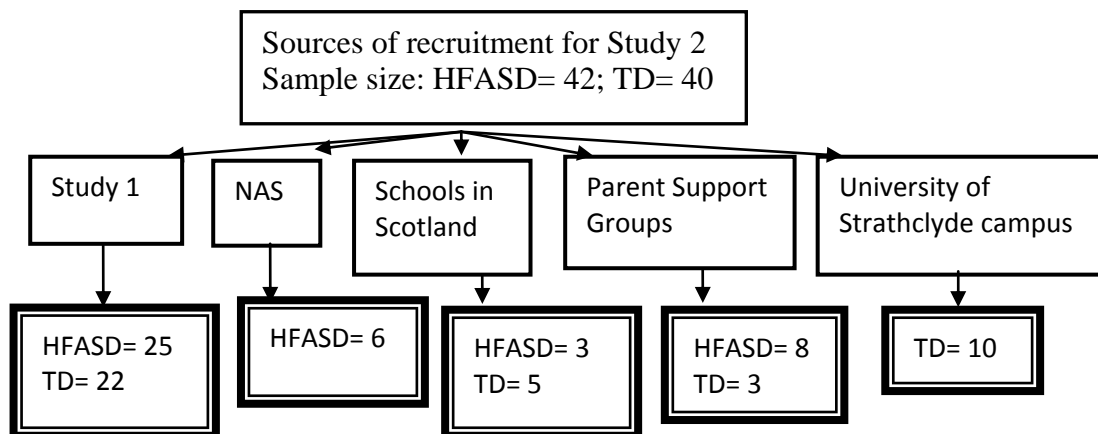 Sources of recruitment for Study 2
Sample size: HFASD= 42; TD= 40
Study 1
NAS
Schools in
Scotland
Parent Support
Groups
University of
Strathclyde campus
HFASD= 25
TD= 22
HFASD= 6
HFASD= 3
TD= 5
HFASD= 8
TD= 3
TD= 10